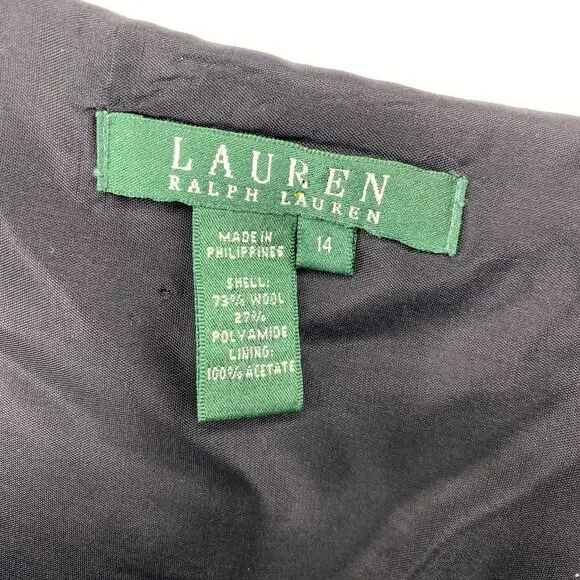 LAUREN
RALPH LAUREN
14
MADE IN
PHILIPPINES
SHELL:
73% WOOL
27%
POLYAMIDE
LINING:
100% ACETATE